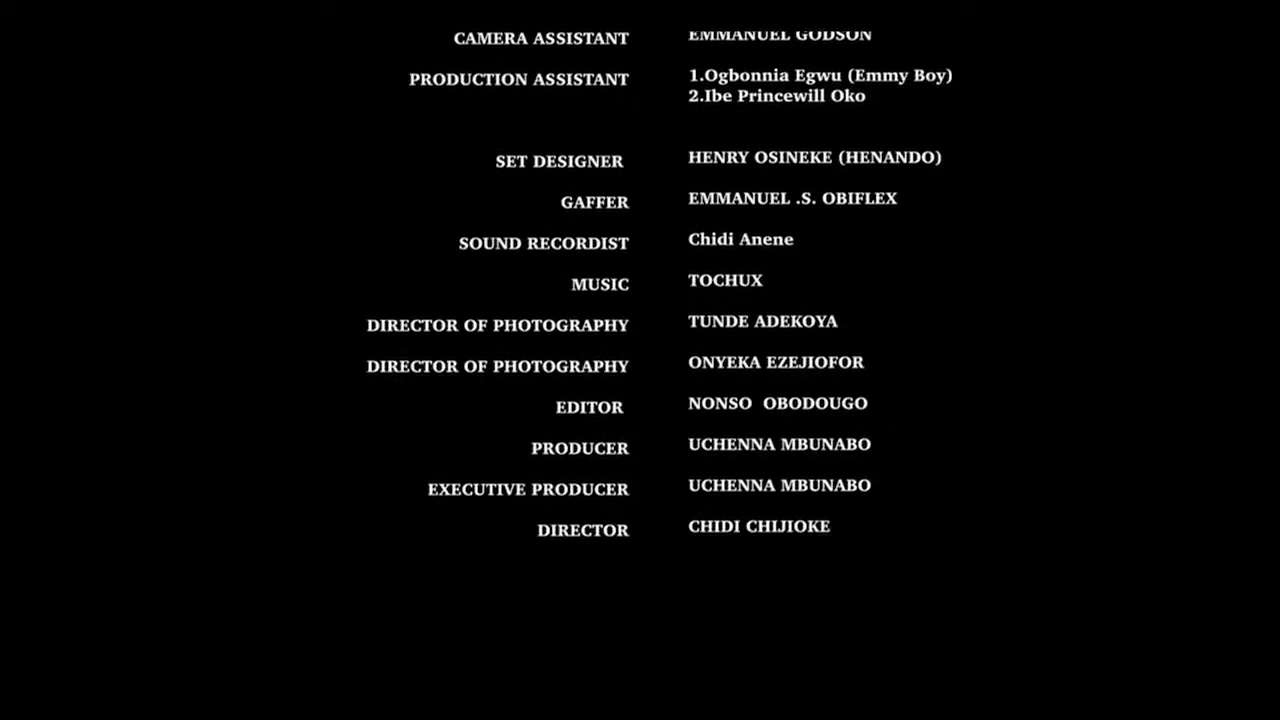 CAMERA ASSISTANT EMMANUEL GODSON
PRODUCTION ASSISTANT 1.Ogbonnia Egwu (Emmy Boy)
2.Ibe Princewill Oko
SET DESIGNER HENRY OSINEKE (HENANDO)
GAFFER EMMANUEL .S. OBIFLEX
SOUND RECORDIST Chidi Anene
MUSIC TOCHUX
DIRECTOR OF PHOTOGRAPHY TUNDE ADEKOYA
DIRECTOR OF PHOTOGRAPHY ONYEKA EZEJIOFOR
EDITOR NONSO  OBODOUGO
PRODUCER UCHENNA MBUNABO
EXECUTIVE PRODUCER UCHENNA MBUNABO
DIRECTOR CHIDI CHIJIOKE